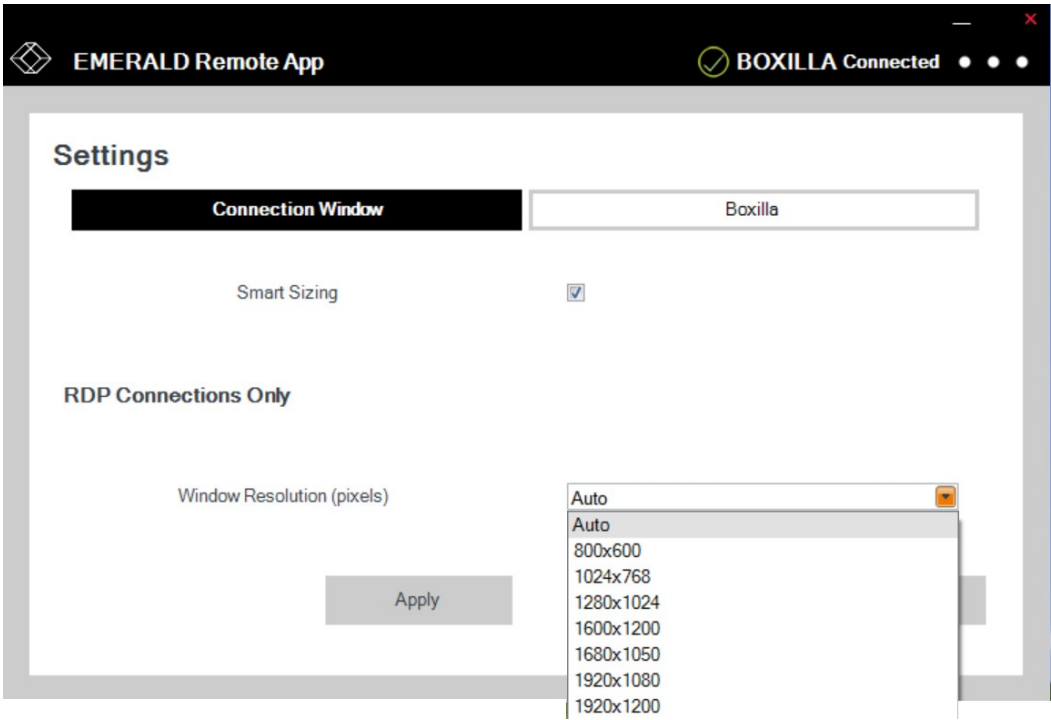 EMERALD Remote App
BOXILLA Connected
Settings
Connection Window
Boxilla
Smart Sizing
RDP Connections Only
Window Resolution (pixels)
Auto
Auto
800x600
1024x768
1280x1024
1600x1200
1680x1050
1920x1080
1920x1200
Apply